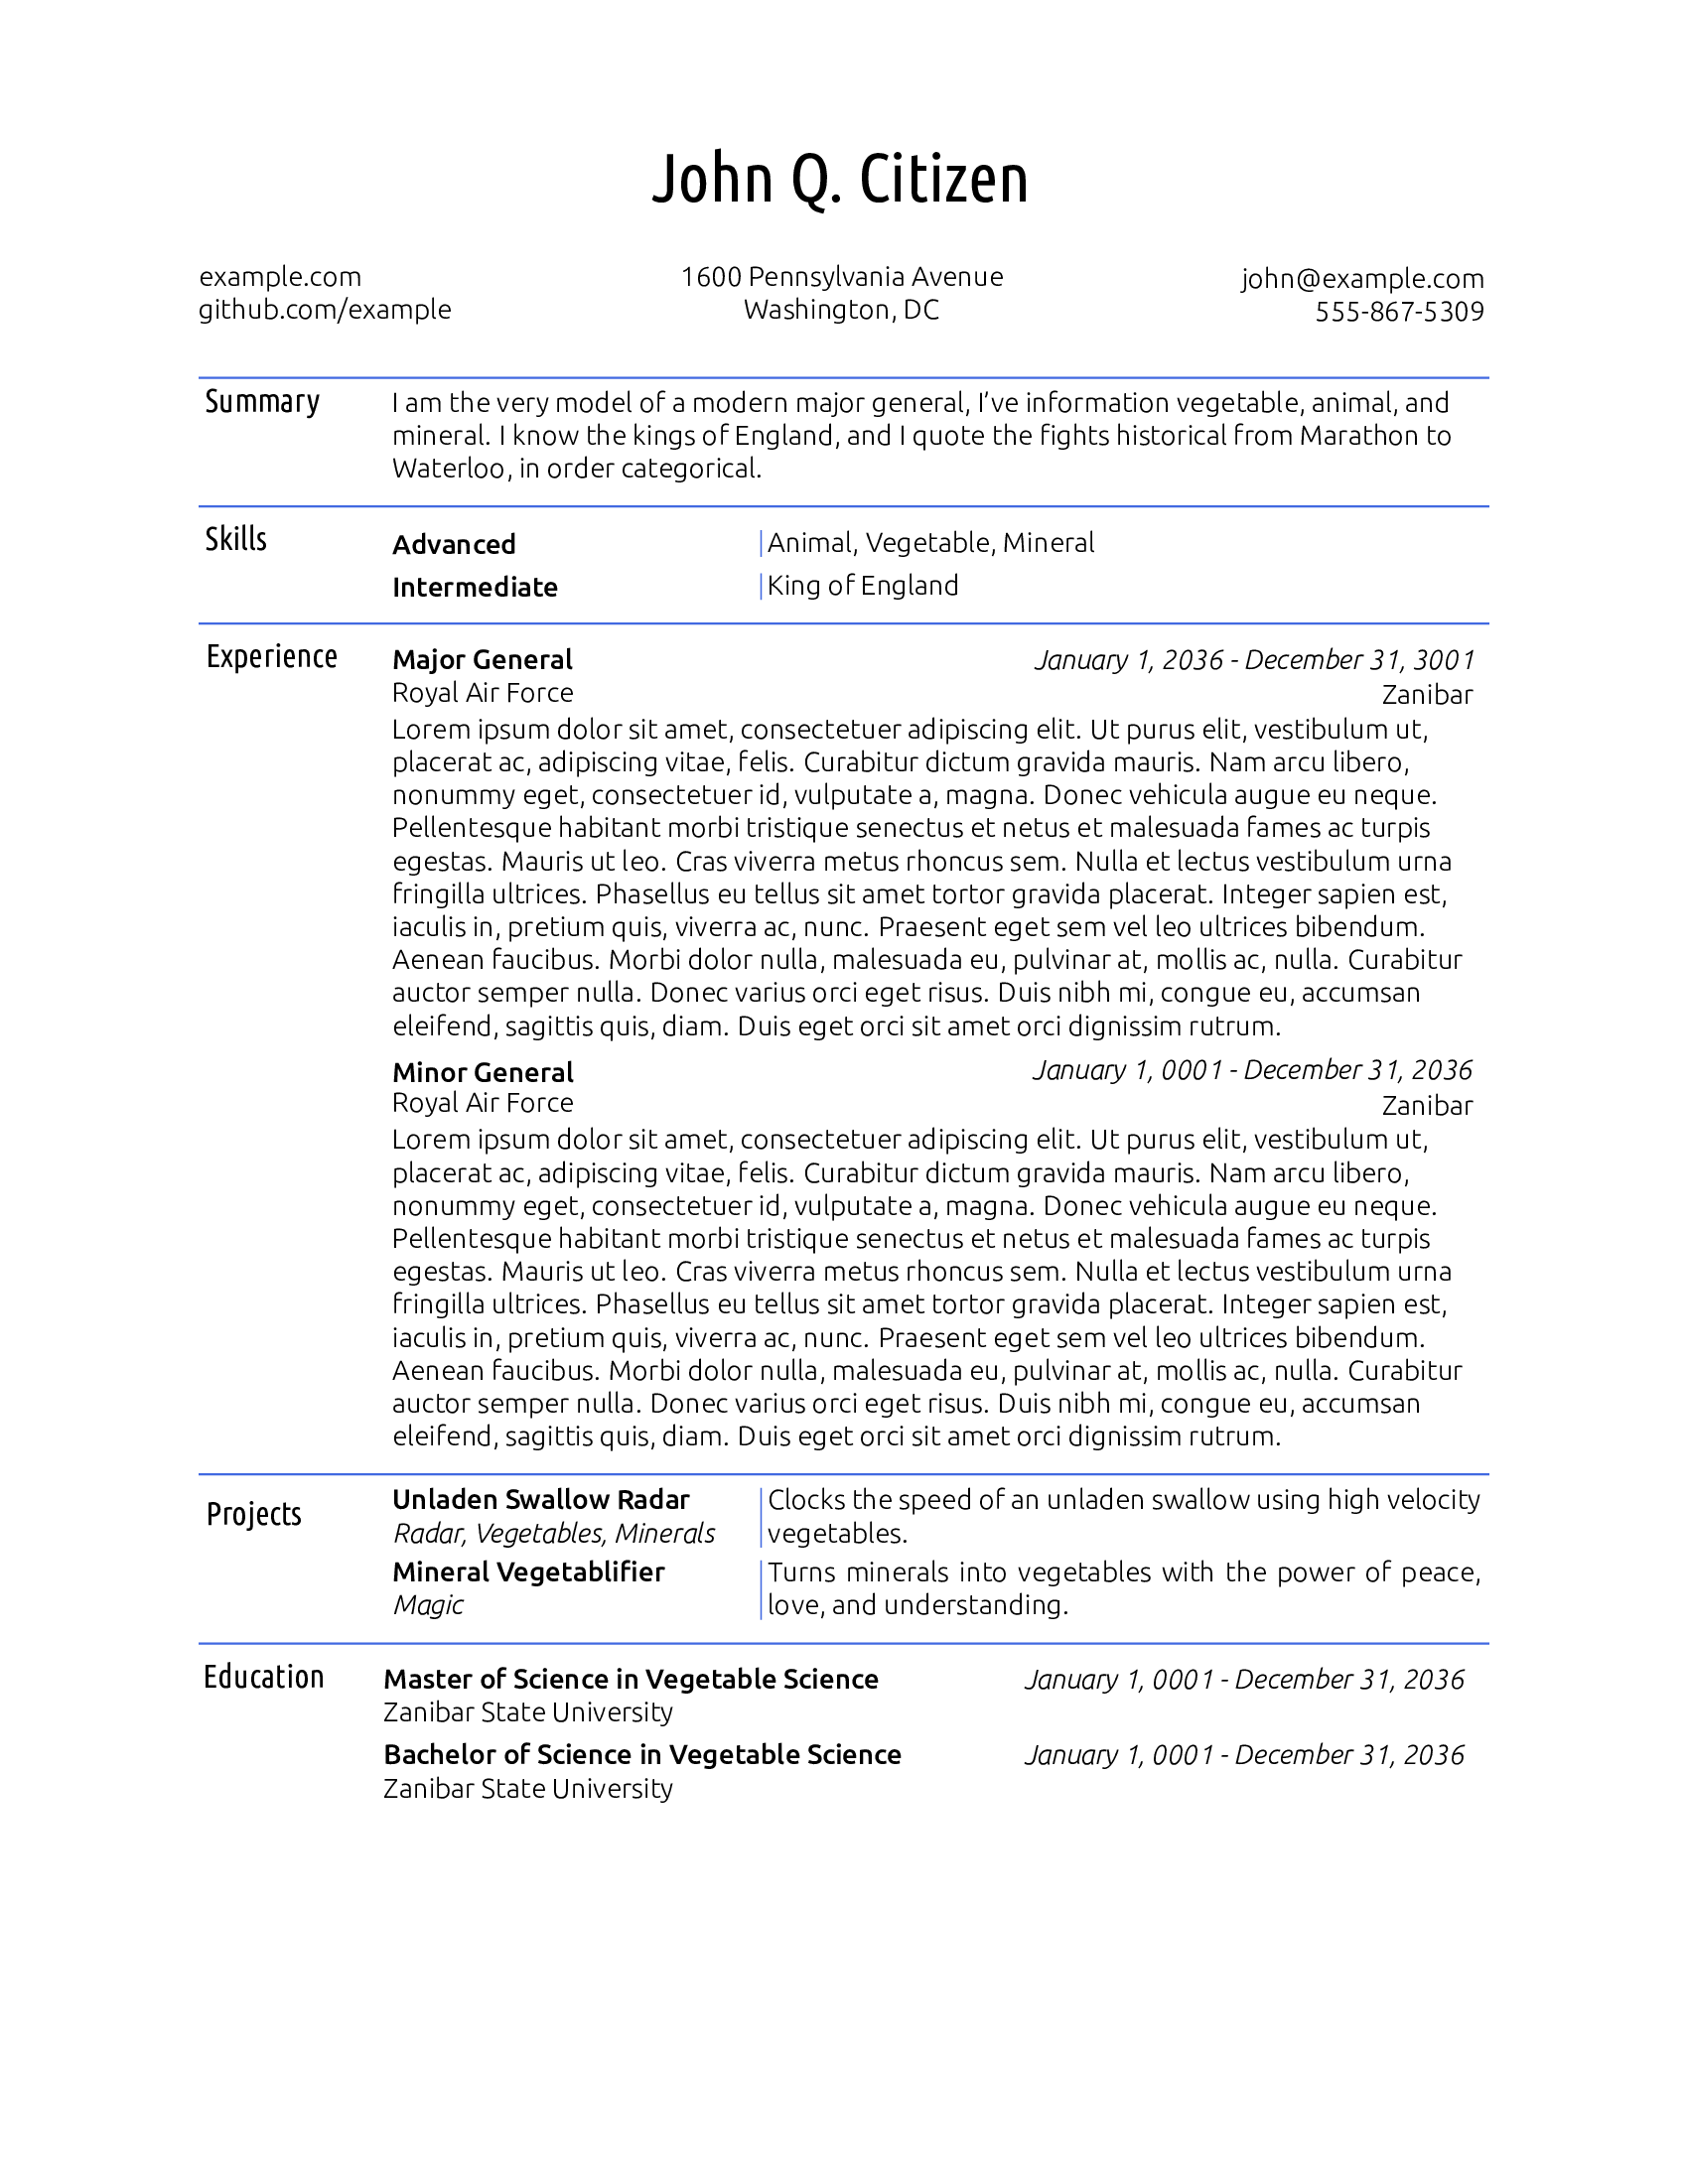 John Q. Citizen
example.com
github.com/example
1600 Pennsylvania Avenue
Washington, DC
john@example.com
555-867-5309
Summary
I am the very model of a modern major general, I’ve information vegetable, animal, and
mineral. I know the kings of England, and I quote the fights historical from Marathon to
Waterloo, in order categorical.
Skills
Advanced Animal, Vegetable, Mineral
Intermediate King of England
Experience
Major General January 1, 2036 - December 31, 3001
Royal Air Force Zanibar
Lorem ipsum dolor sit amet, consectetuer adipiscing elit. Ut purus elit, vestibulum ut,
placerat ac, adipiscing vitae, felis. Curabitur dictum gravida mauris. Nam arcu libero,
nonummy eget, consectetuer id, vulputate a, magna. Donec vehicula augue eu neque.
Pellentesque habitant morbi tristique senectus et netus et malesuada fames ac turpis
egestas. Mauris ut leo. Cras viverra metus rhoncus sem. Nulla et lectus vestibulum urna
fringilla ultrices. Phasellus eu tellus sit amet tortor gravida placerat. Integer sapien est,
iaculis in, pretium quis, viverra ac, nunc. Praesent eget sem vel leo ultrices bibendum.
Aenean faucibus. Morbi dolor nulla, malesuada eu, pulvinar at, mollis ac, nulla. Curabitur
auctor semper nulla. Donec varius orci eget risus. Duis nibh mi, congue eu, accumsan
eleifend, sagittis quis, diam. Duis eget orci sit amet orci dignissim rutrum.
Minor General January 1, 0001 - December 31, 2036
Royal Air Force Zanibar
Lorem ipsum dolor sit amet, consectetuer adipiscing elit. Ut purus elit, vestibulum ut,
placerat ac, adipiscing vitae, felis. Curabitur dictum gravida mauris. Nam arcu libero,
nonummy eget, consectetuer id, vulputate a, magna. Donec vehicula augue eu neque.
Pellentesque habitant morbi tristique senectus et netus et malesuada fames ac turpis
egestas. Mauris ut leo. Cras viverra metus rhoncus sem. Nulla et lectus vestibulum urna
fringilla ultrices. Phasellus eu tellus sit amet tortor gravida placerat. Integer sapien est,
iaculis in, pretium quis, viverra ac, nunc. Praesent eget sem vel leo ultrices bibendum.
Aenean faucibus. Morbi dolor nulla, malesuada eu, pulvinar at, mollis ac, nulla. Curabitur
auctor semper nulla. Donec varius orci eget risus. Duis nibh mi, congue eu, accumsan
eleifend, sagittis quis, diam. Duis eget orci sit amet orci dignissim rutrum.
Projects
Unladen Swallow Radar
Radar, Vegetables, Minerals
Clocks the speed of an unladen swallow using high velocity
vegetables.
Mineral Vegetablifier
Magic
Turns minerals into vegetables with the power of peace,
love, and understanding.
Education
Master of Science in Vegetable Science January 1, 0001 - December 31, 2036
Zanibar State University
Bachelor of Science in Vegetable Science January 1, 0001 - December 31, 2036
Zanibar State University